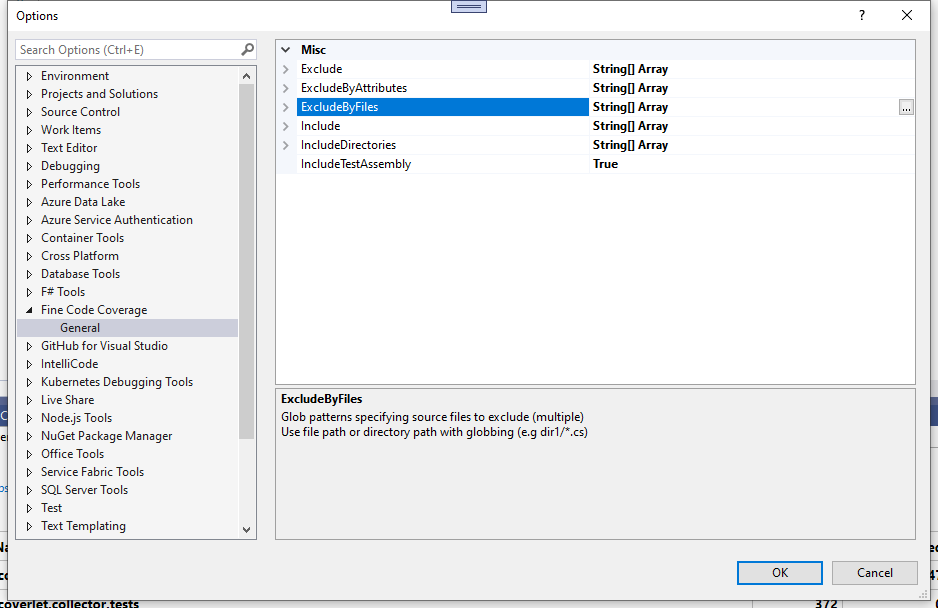 Options
?
Search Options (Ctrl+E)
Environment
Projects and Solutions
Source Control
Work Items
Text Editor
Debugging
Performance Tools
Azure Data Lake
Azure Service Authentication
Container Tools
Cross Platform
Database Tools
F# Tools
Fine Code Coverage
General
GitHub for Visual Studio
IntelliCode
Kubernetes Debugging Tools
Live Share
Node.js Tools
NuGet Package Manager
Office Tools
Service Fabric Tools
SQL Server Tools
Test
Text Templating
Misc
Exclude String[] Array
ExcludeByAttributes String[] Array
ExcludeByFiles String[] Array ...
Include String[] Array
IncludeDirectories String[] Array
IncludeTestAssembly True
ExcludeByFiles
Glob patterns specifying source files to exclude (multiple)
Use file path or directory path with globbing (e.g dir1/*.cs)
OK Cancel
coverlet.collector.tests 372